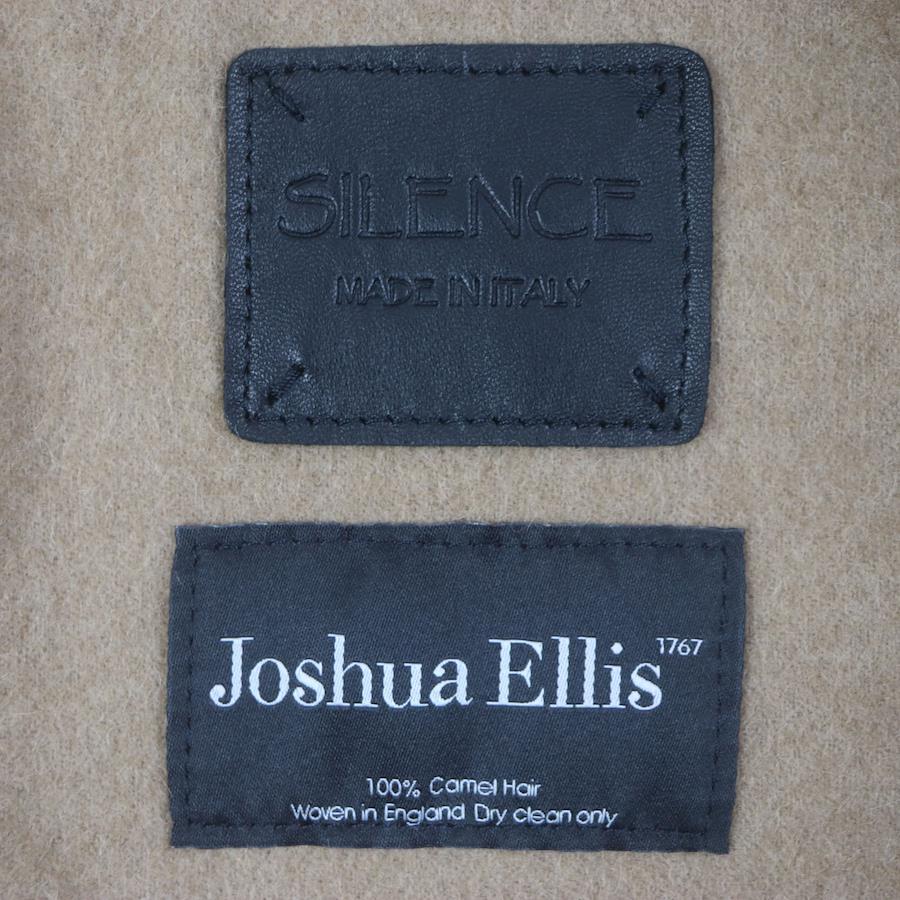 SILENCE
MADE IN ITALY
Joshua Ellis 1767
100% Camel Hair
Woven in England Dry clean only